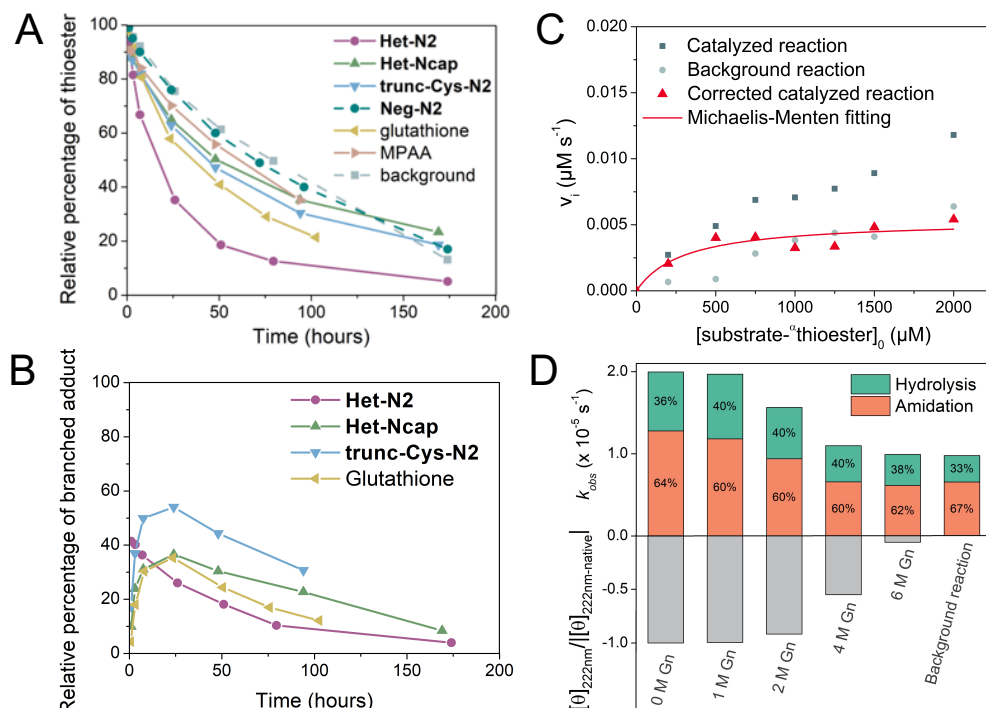 A
Relative percentage of thioester
100
80
60
40
20
0
0
50
100
150
200
Time (hours)
Het-N2
Het-Ncap
trunc-Cys-N2
Neg-N2
glutathione
MPAA
background
B
Relative percentage of branched adduct
100
80
60
40
20
0
0
50
100
150
200
Time (hours)
Het-N2
Het-Ncap
trunc-Cys-N2
Glutathione
C
v_i (µM s⁻¹)
0.020
0.015
0.010
0.005
0.000
0
500
1000
1500
2000
[substrate-ᵅthioester]₀ (µM)
Catalyzed reaction
Background reaction
Corrected catalyzed reaction
Michaelis-Menten fitting
D
k_obs (x 10⁻⁵ s⁻¹)
2.0
1.0
0.0
Hydrolysis
Amidation
36%
40%
40%
40%
38%
33%
64%
60%
60%
60%
62%
67%
[θ]222nm/[θ]222nm-native]
-0.5
-1.0
0 M Gn
1 M Gn
2 M Gn
4 M Gn
6 M Gn
Background reaction